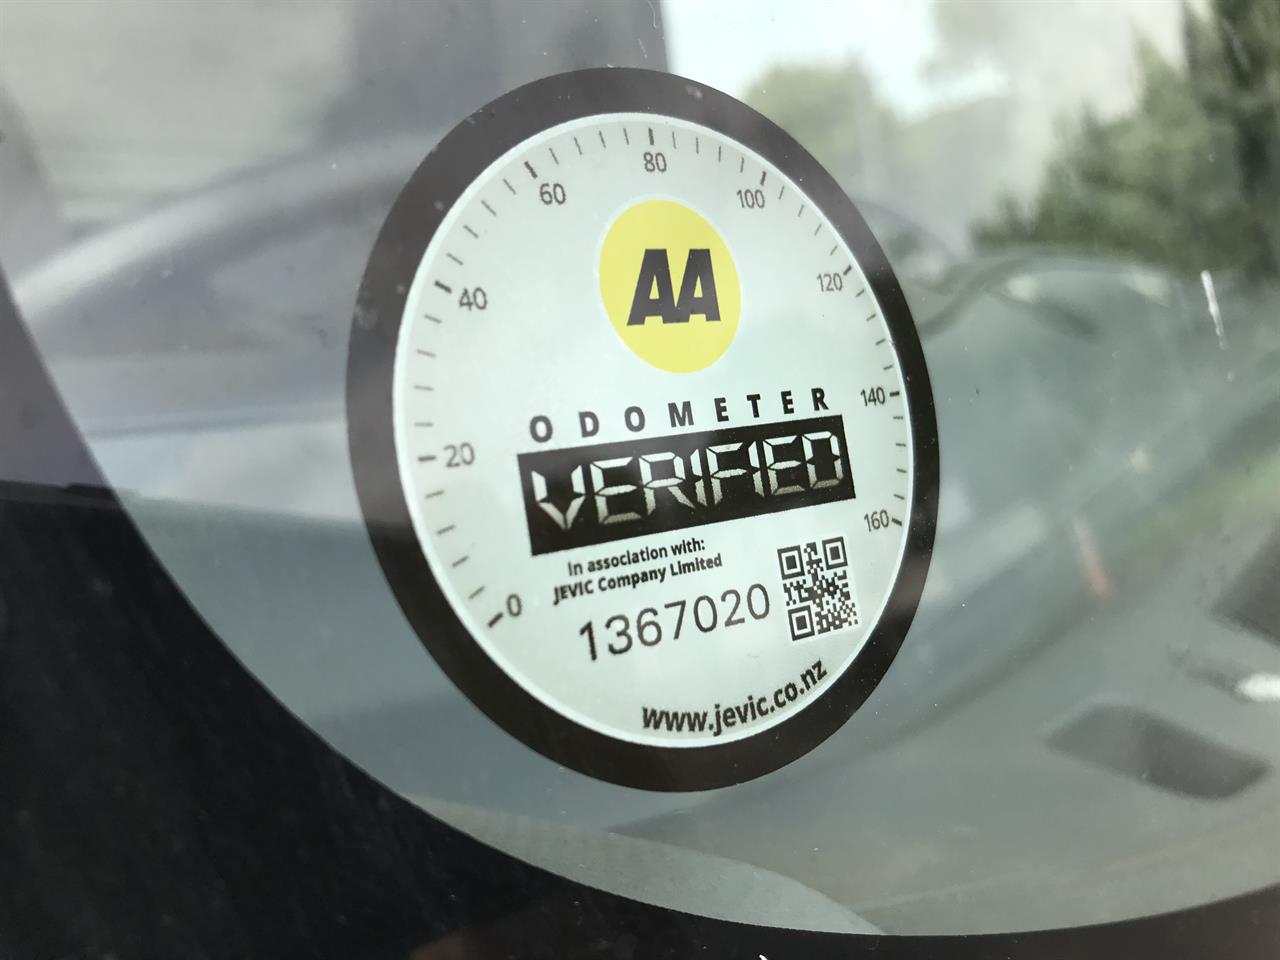 0
20
40
60
80
100
120
140
160
AA
ODOMETER
VERIFIED
In association with:
JEVIC Company Limited
1367020
www.jevic.co.nz